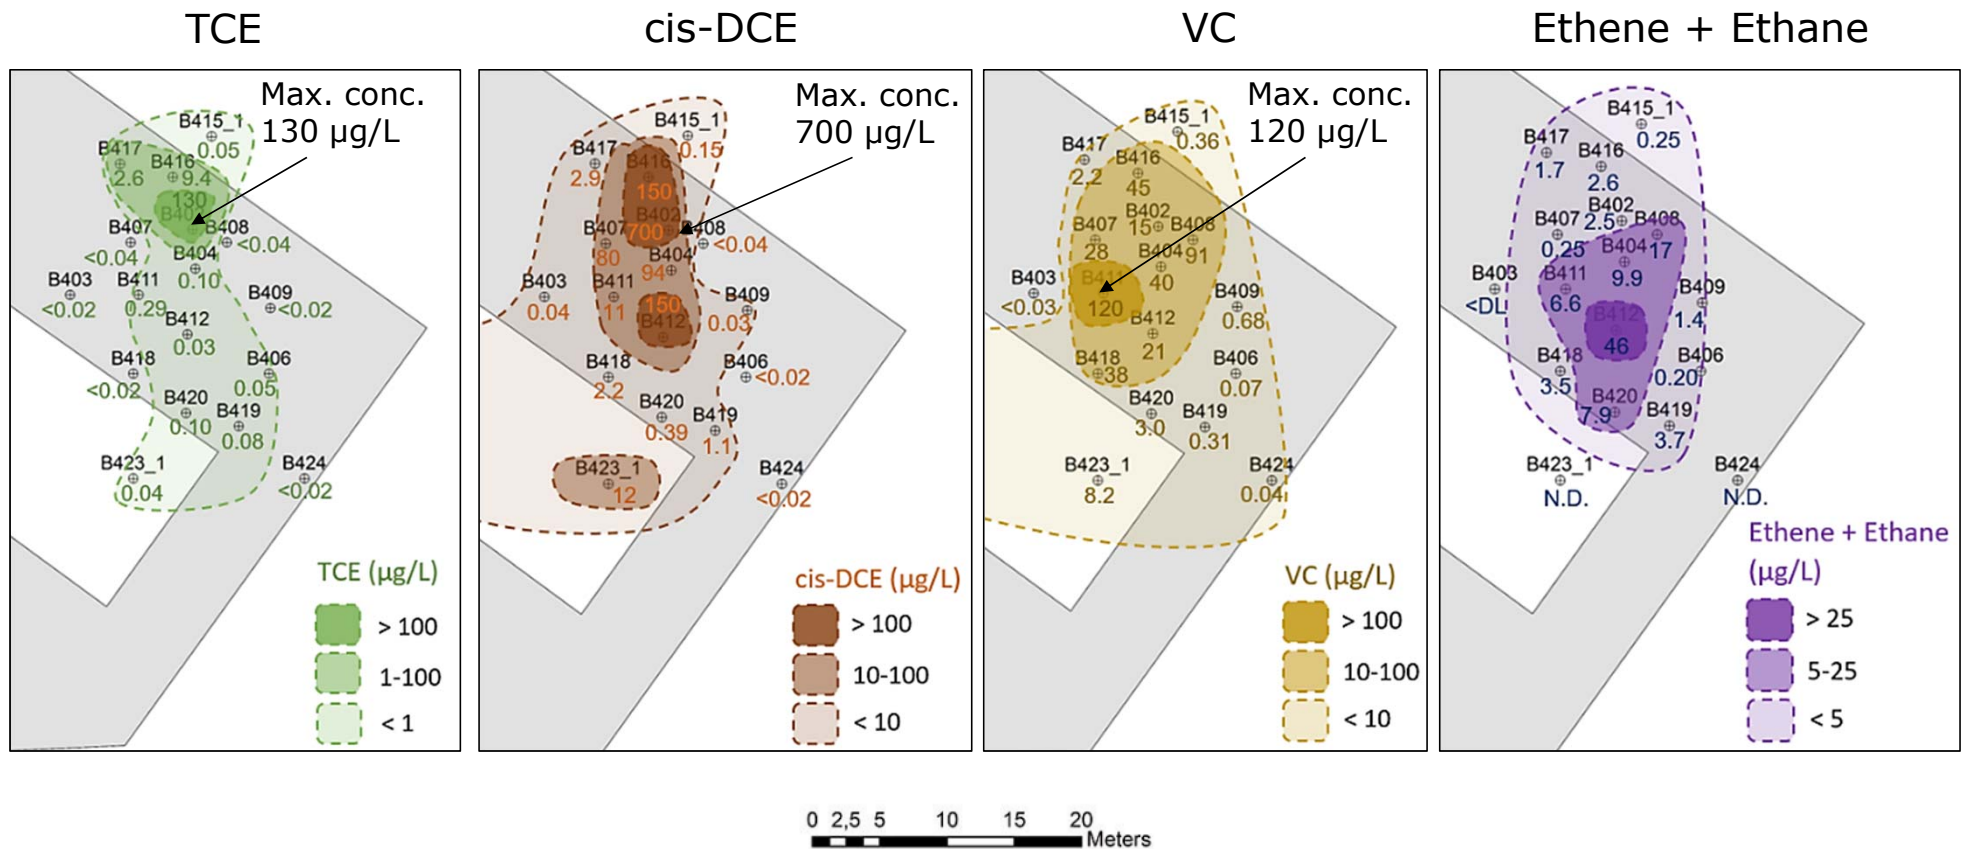 TCE
cis-DCE
VC
Ethene + Ethane
Max. conc.
130 µg/L
B415_1
0.05
B417
2.6
B416
9.4
130
B402
B407
<0.04
B408
<0.04
B404
0.10
B403
<0.02
B411
0.29
B409
<0.02
B412
0.03
B418
<0.02
B406
0.05
B420
0.10
B419
0.08
B423_1
0.04
B424
<0.02
TCE (µg/L)
> 100
1-100
< 1
Max. conc.
700 µg/L
B415_1
0.15
B417
2.9
B416
150
B402
700
B407
80
B408
<0.04
B404
94
B403
0.04
B411
11
B409
0.03
150
B412
B418
2.2
B406
<0.02
B420
0.39
B419
1.1
B423_1
12
B424
<0.02
cis-DCE (µg/L)
> 100
10-100
< 10
Max. conc.
120 µg/L
B415_1
0.36
B417
2.2
B416
45
B402
15
B407
28
B408
91
B404
40
B403
<0.03
B411
120
B409
0.68
B412
21
B418
38
B406
0.07
B420
3.0
B419
0.31
B423_1
8.2
B424
0.04
VC (µg/L)
> 100
10-100
< 10
B415_1
0.25
B417
1.7
B416
2.6
B402
2.5
B407
0.25
B408
17
B404
9.9
B403
<DL
B411
6.6
B409
1.4
B412
46
B418
3.5
B406
0.20
B420
7.9
B419
3.7
B423_1
N.D.
B424
N.D.
Ethene + Ethane
(µg/L)
> 25
5-25
< 5
0 2,5 5 10 15 20
Meters